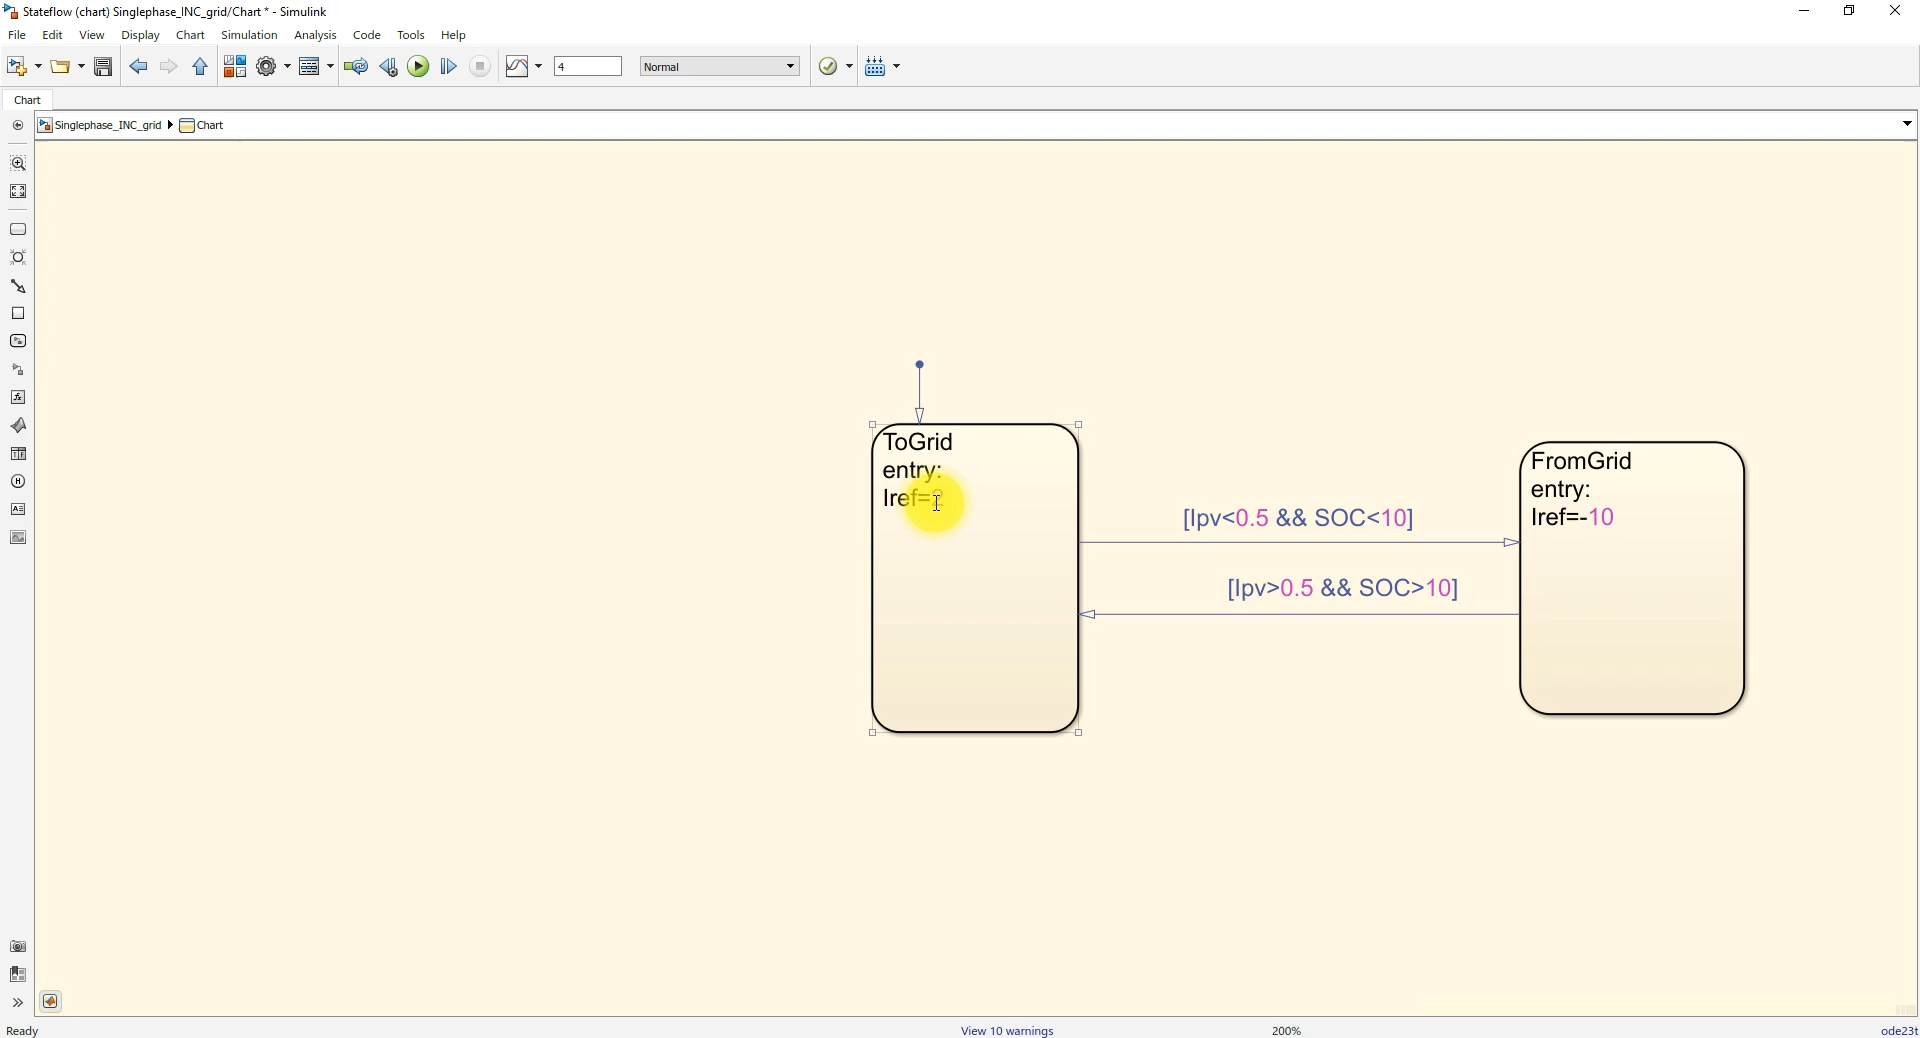 Stateflow (chart) Singlephase_INC_grid/Chart * - Simulink
File Edit View Display Chart Simulation Analysis Code Tools Help
4 Normal
Chart
Singlephase_INC_grid Chart
ToGrid
entry:
Iref=2
[Ipv<0.5 && SOC<10]
[Ipv>0.5 && SOC>10]
FromGrid
entry:
Iref=-10
Ready View 10 warnings 200% ode23t